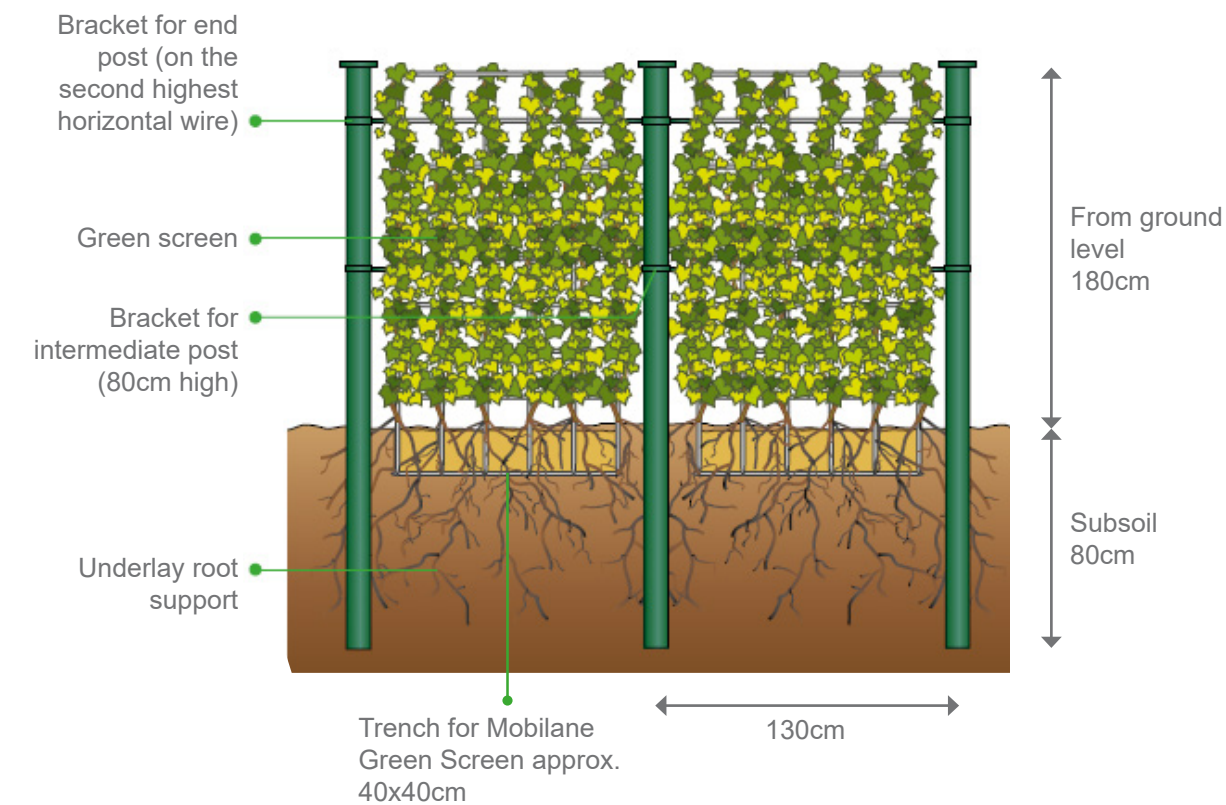 Bracket for end
post (on the
second highest
horizontal wire)
Green screen
Bracket for
intermediate post
(80cm high)
Underlay root
support
Trench for Mobilane
Green Screen approx.
40x40cm
130cm
From ground
level
180cm
Subsoil
80cm